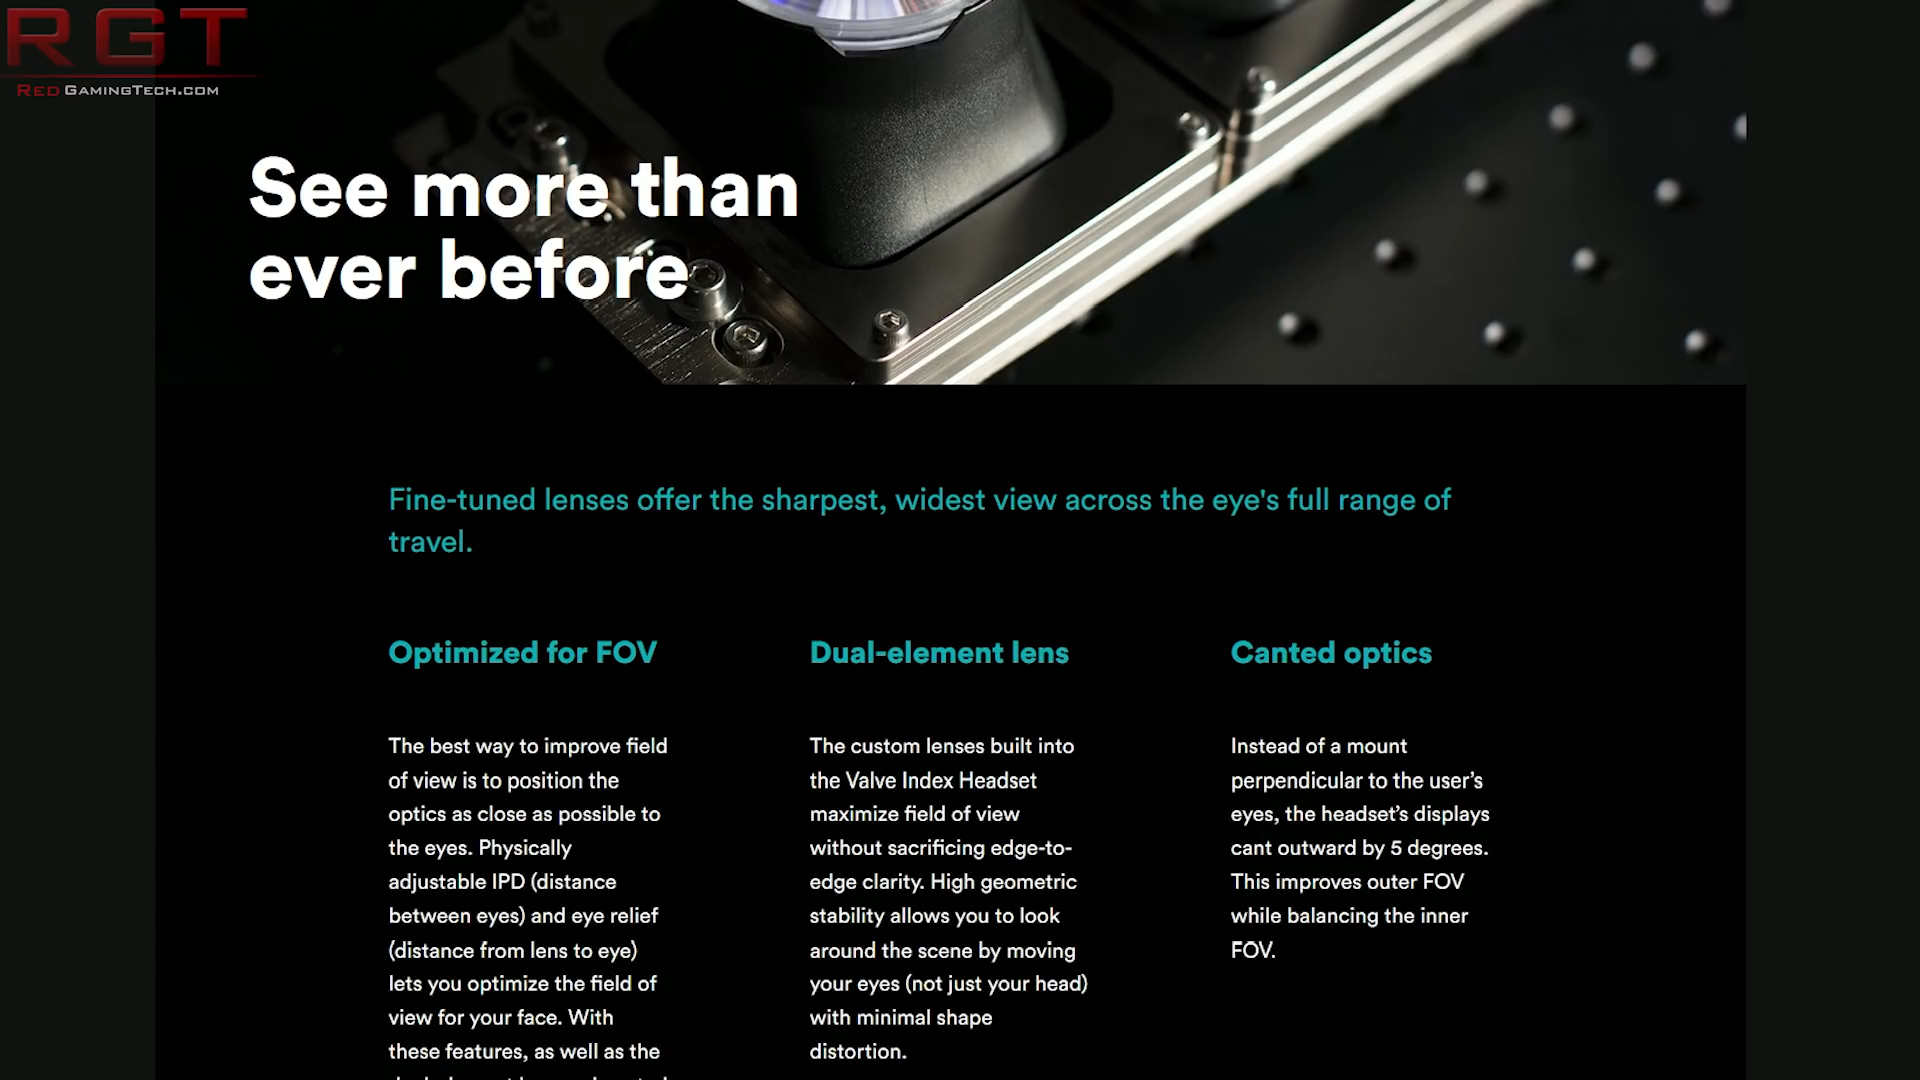 RGT
RED GAMINGTECH.COM
See more than
ever before
Fine-tuned lenses offer the sharpest, widest view across the eye's full range of
travel.
Optimized for FOV
The best way to improve field
of view is to position the
optics as close as possible to
the eyes. Physically
adjustable IPD (distance
between eyes) and eye relief
(distance from lens to eye)
lets you optimize the field of
view for your face. With
these features, as well as the
Dual-element lens
The custom lenses built into
the Valve Index Headset
maximize field of view
without sacrificing edge-to-
edge clarity. High geometric
stability allows you to look
around the scene by moving
your eyes (not just your head)
with minimal shape
distortion.
Canted optics
Instead of a mount
perpendicular to the user’s
eyes, the headset’s displays
cant outward by 5 degrees.
This improves outer FOV
while balancing the inner
FOV.